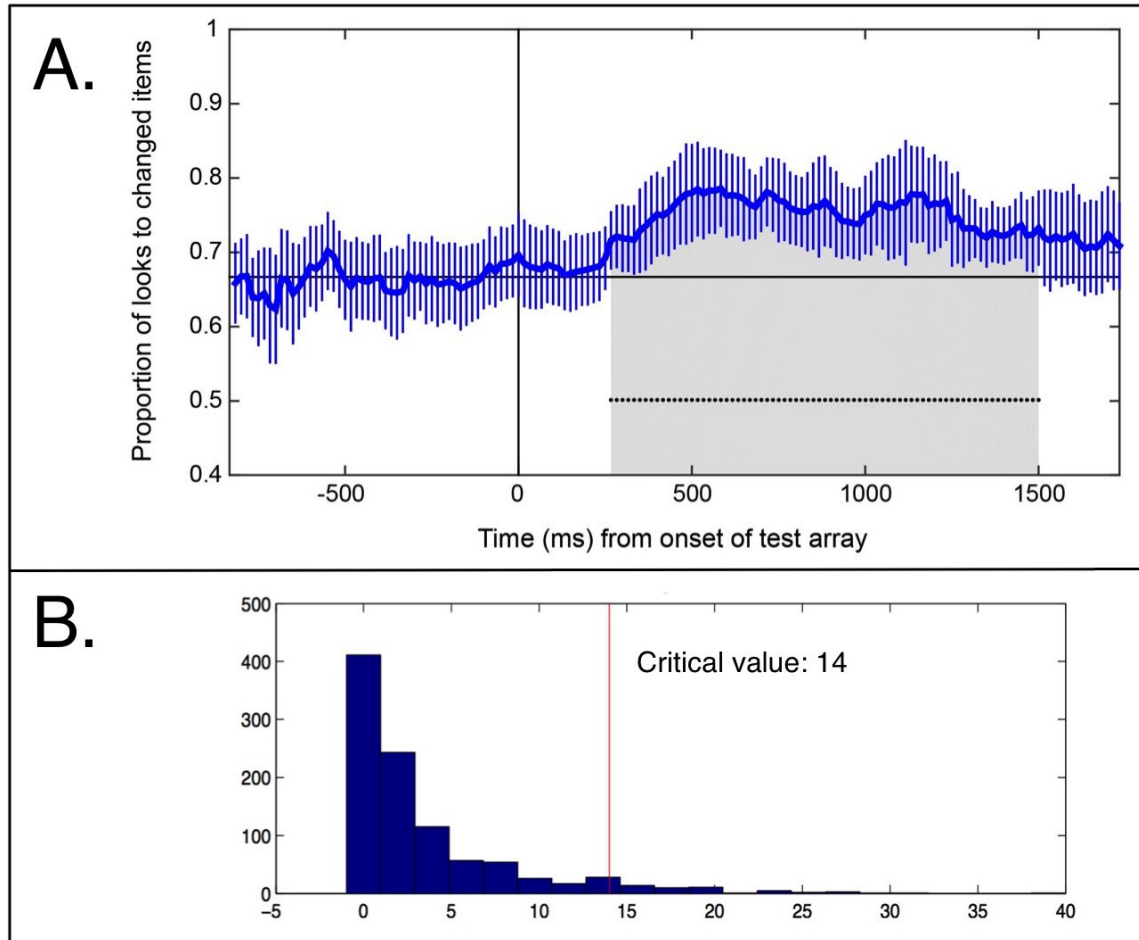 A.
Proportion of looks to changed items
1
0.9
0.8
0.7
0.6
0.5
0.4
-500 0 500 1000 1500
Time (ms) from onset of test array
B.
500
400
300
200
100
0
Critical value: 14
−5 0 5 10 15 20 25 30 35 40